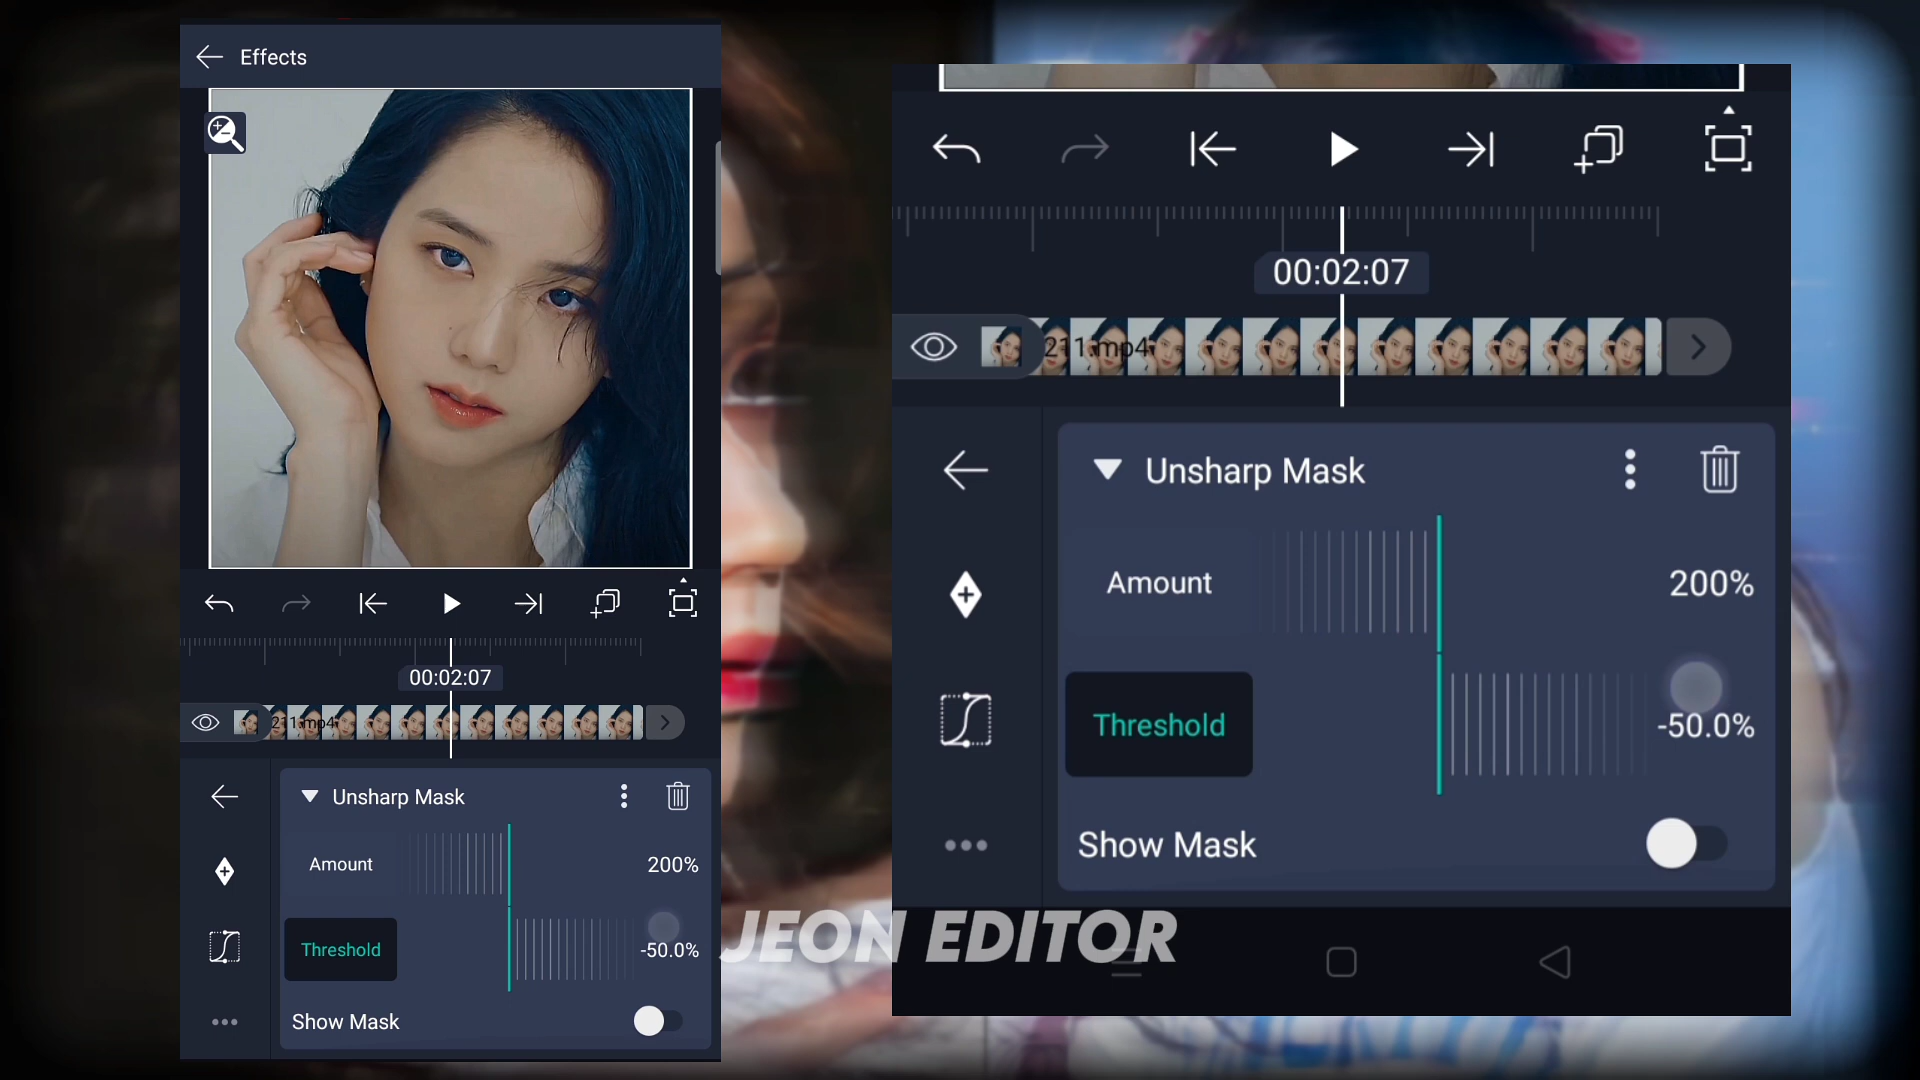 Effects
00:02:07
211.mp4
Unsharp Mask
Amount
200%
Threshold
-50.0%
Show Mask
00:02:07
211.mp4
Unsharp Mask
Amount
200%
Threshold
-50.0%
Show Mask
JEON EDITOR